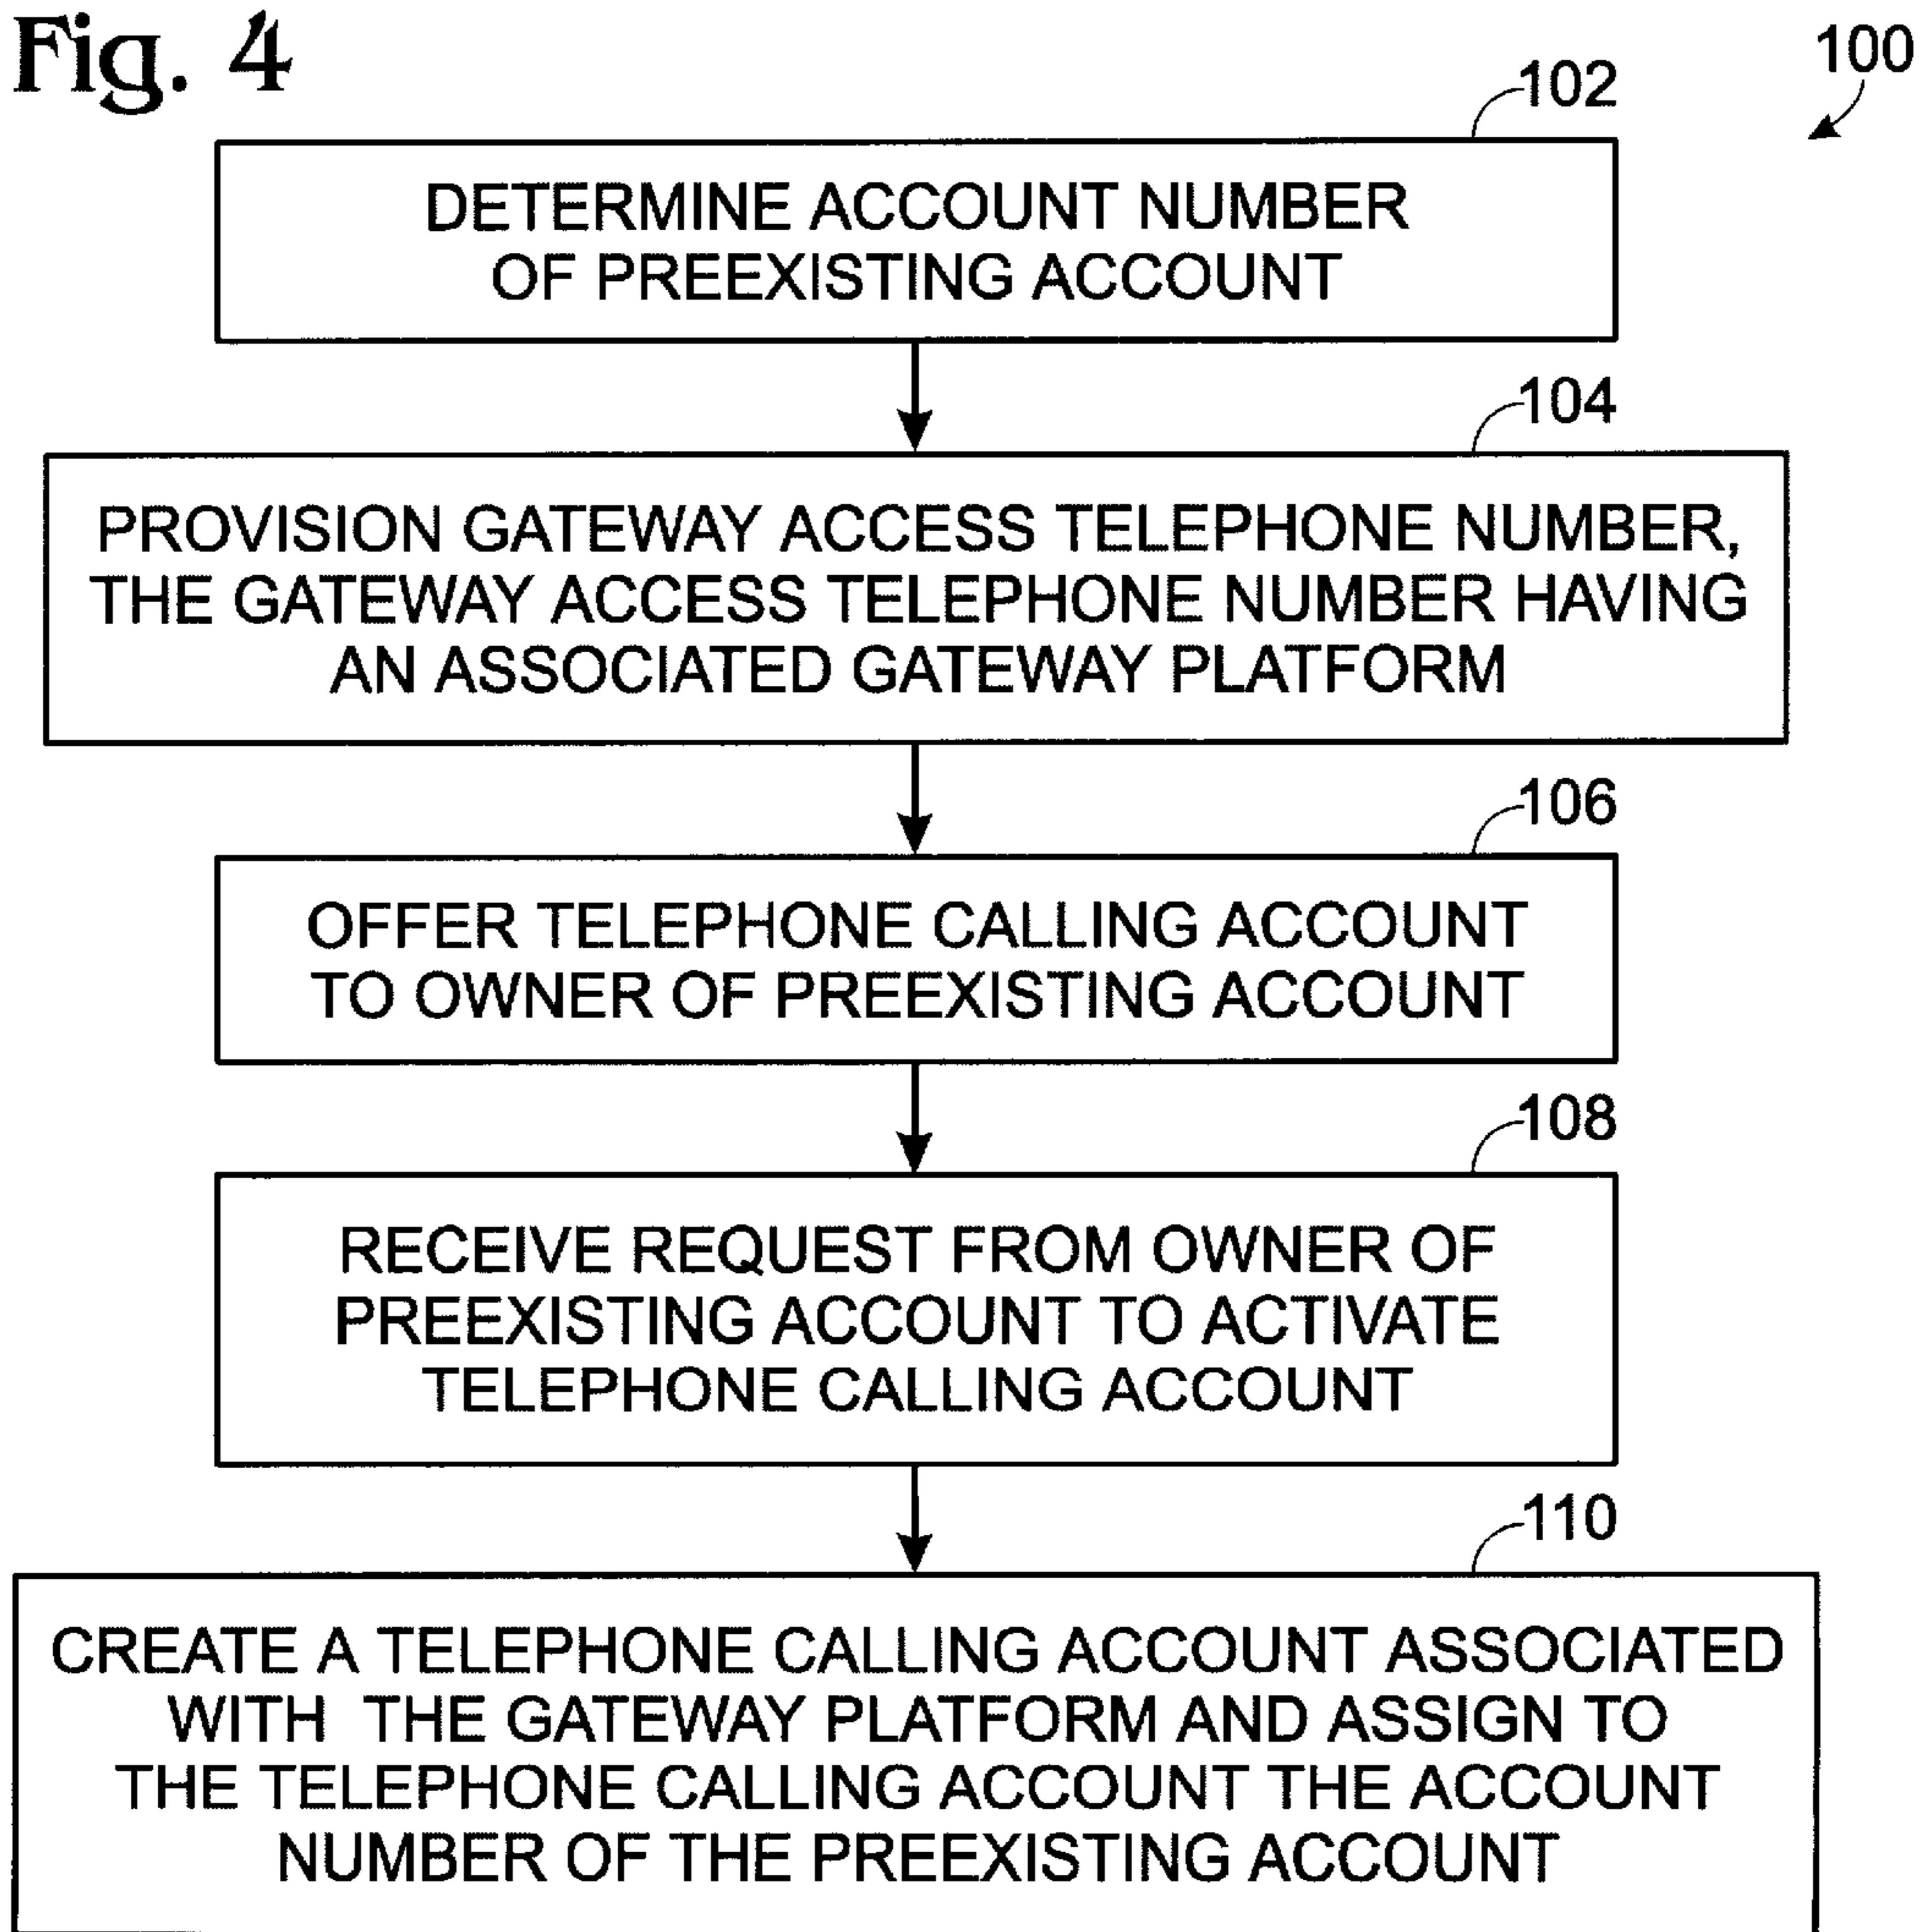 Fig. 4
100
102
DETERMINE ACCOUNT NUMBER
OF PREEXISTING ACCOUNT
104
PROVISION GATEWAY ACCESS TELEPHONE NUMBER,
THE GATEWAY ACCESS TELEPHONE NUMBER HAVING
AN ASSOCIATED GATEWAY PLATFORM
106
OFFER TELEPHONE CALLING ACCOUNT
TO OWNER OF PREEXISTING ACCOUNT
108
RECEIVE REQUEST FROM OWNER OF
PREEXISTING ACCOUNT TO ACTIVATE
TELEPHONE CALLING ACCOUNT
110
CREATE A TELEPHONE CALLING ACCOUNT ASSOCIATED
WITH THE GATEWAY PLATFORM AND ASSIGN TO
THE TELEPHONE CALLING ACCOUNT THE ACCOUNT
NUMBER OF THE PREEXISTING ACCOUNT